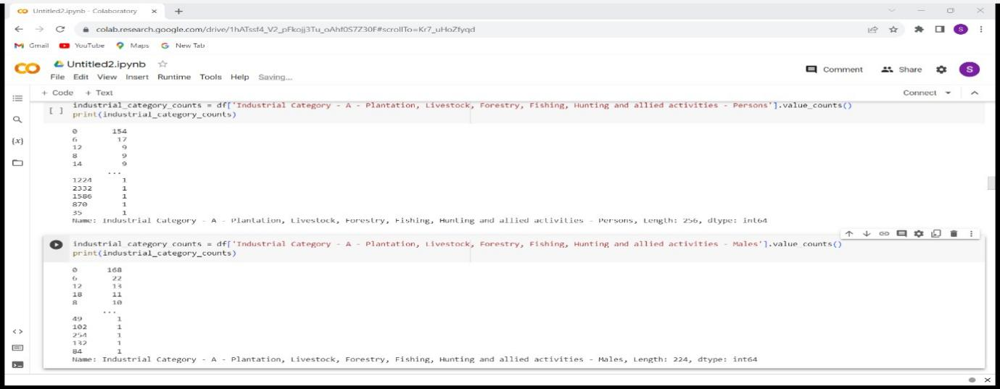 Untitled2.ipynb - Colaboratory
colab.research.google.com/drive/1hATssf4_V2_pFkojj3Tu_oAhf0S7Z30F#scrollTo=Kr7_uHoZfyqd
S
Gmail YouTube Maps New Tab
Untitled2.ipynb
Comment Share S
File Edit View Insert Runtime Tools Help Saving...
+ Code + Text
Connect
[ ] industrial_category_counts = df['Industrial Category - A - Plantation, Livestock, Forestry, Fishing, Hunting and allied activities - Persons'].value_counts()
print(industrial_category_counts)
0 154
6 17
12 9
8 9
14 9
...
1224 1
2332 1
1586 1
870 1
35 1
Name: Industrial Category - A - Plantation, Livestock, Forestry, Fishing, Hunting and allied activities - Persons, Length: 256, dtype: int64
industrial_category_counts = df['Industrial Category - A - Plantation, Livestock, Forestry, Fishing, Hunting and allied activities - Males'].value_counts()
print(industrial_category_counts)
0 168
6 22
12 13
18 11
8 10
...
49 1
102 1
254 1
132 1
84 1
Name: Industrial Category - A - Plantation, Livestock, Forestry, Fishing, Hunting and allied activities - Males, Length: 224, dtype: int64
{x}